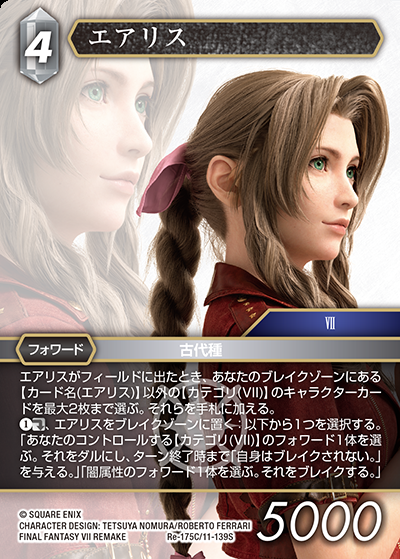 4
エアリス
VII
フォワード
古代種
エアリスがフィールドに出たとき、あなたのブレイクゾーンにある
【カード名(エアリス)】以外の【カテゴリ(VII)】のキャラクターカー
ドを最大2枚まで選ぶ。それらを手札に加える。
1、エアリスをブレイクゾーンに置く:以下から1つを選択する。
「あなたのコントロールする【カテゴリ(VII)】のフォワード1体を選
ぶ。それをダルにし、ターン終了時まで「自身はブレイクされない。」
を与える。」「闇属性のフォワード1体を選ぶ。それをブレイクする。」
© SQUARE ENIX
CHARACTER DESIGN: TETSUYA NOMURA/ROBERTO FERRARI
FINAL FANTASY VII REMAKE
Re-175C/11-139S
5000